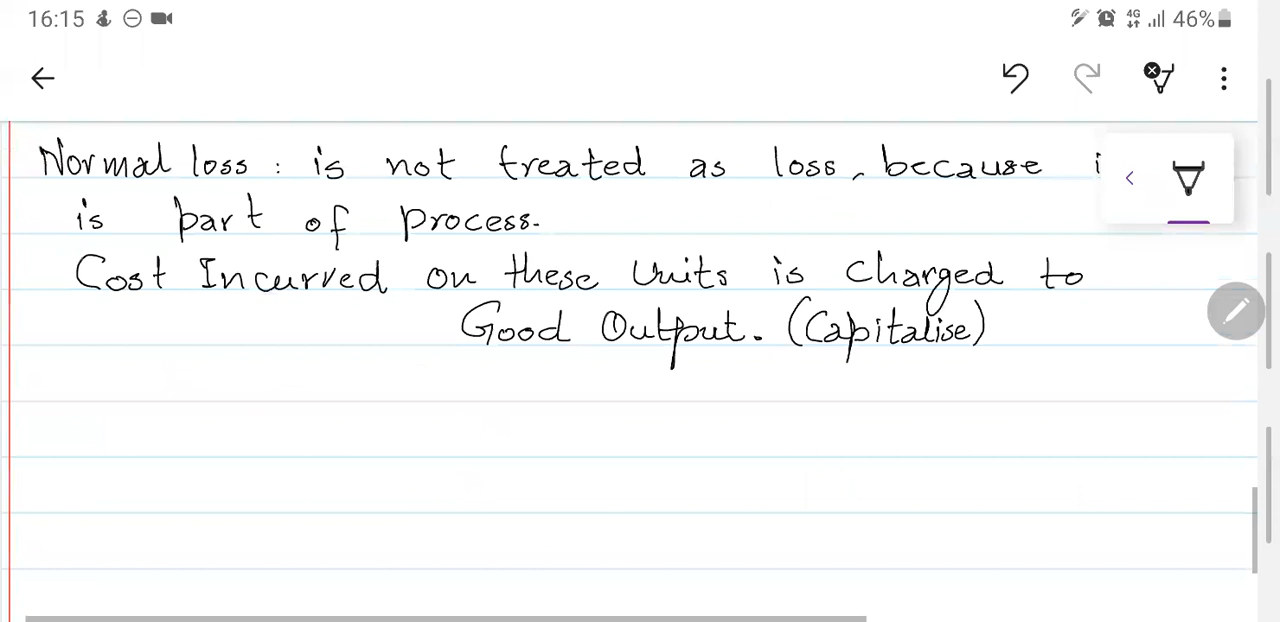 16:15
4G 46%
Normal loss : is not treated as loss, because
is part of process.
Cost Incurred on these Units is Charged to
Good Output. (Capitalise)